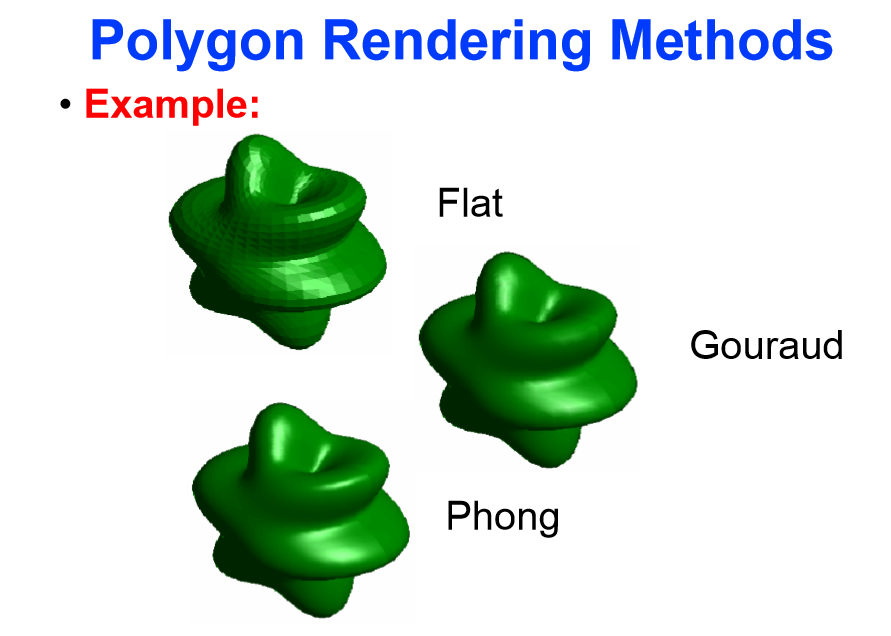 Polygon Rendering Methods
• Example:
Flat
Gouraud
Phong